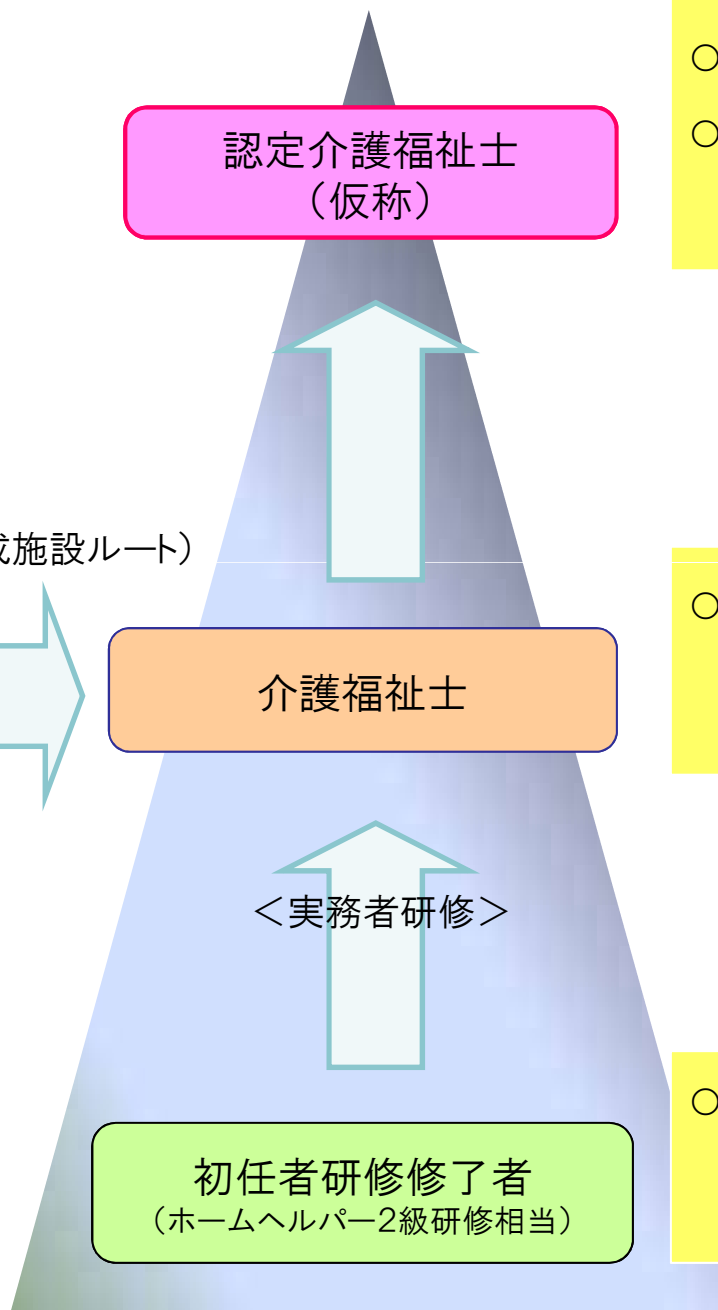 ○
○
認定介護福祉士
（仮称）
成施設ルート）
○
介護福祉士
＜実務者研修＞
○
初任者研修修了者
（ホームヘルパー2級研修相当）